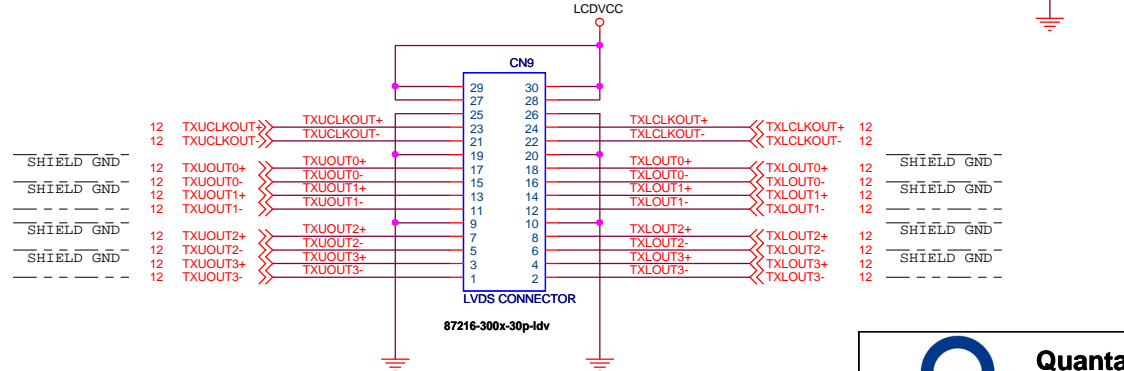 LCDVCC
CN9
29 30
27 28
25 26
12 TXUCLKOUT+ TXUCLKOUT+ 23 24 TXLCLKOUT+ TXLCLKOUT+ 12
12 TXUCLKOUT- TXUCLKOUT- 21 22 TXLCLKOUT- TXLCLKOUT- 12
SHIELD GND 19 20 SHIELD GND
12 TXUOUT0+ TXUOUT0+ 17 18 TXLOUT0+ TXLOUT0+ 12
12 TXUOUT0- TXUOUT0- 15 16 TXLOUT0- TXLOUT0- 12
SHIELD GND SHIELD GND
12 TXUOUT1+ TXUOUT1+ 13 14 TXLOUT1+ TXLOUT1+ 12
12 TXUOUT1- TXUOUT1- 11 12 TXLOUT1- TXLOUT1- 12
SHIELD GND 9 10 SHIELD GND
12 TXUOUT2+ TXUOUT2+ 7 8 TXLOUT2+ TXLOUT2+ 12
12 TXUOUT2- TXUOUT2- 5 6 TXLOUT2- TXLOUT2- 12
SHIELD GND SHIELD GND
12 TXUOUT3+ TXUOUT3+ 3 4 TXLOUT3+ TXLOUT3+ 12
12 TXUOUT3- TXUOUT3- 1 2 TXLOUT3- TXLOUT3- 12
LVDS CONNECTOR
87216-300x-30p-ldv
Quanta